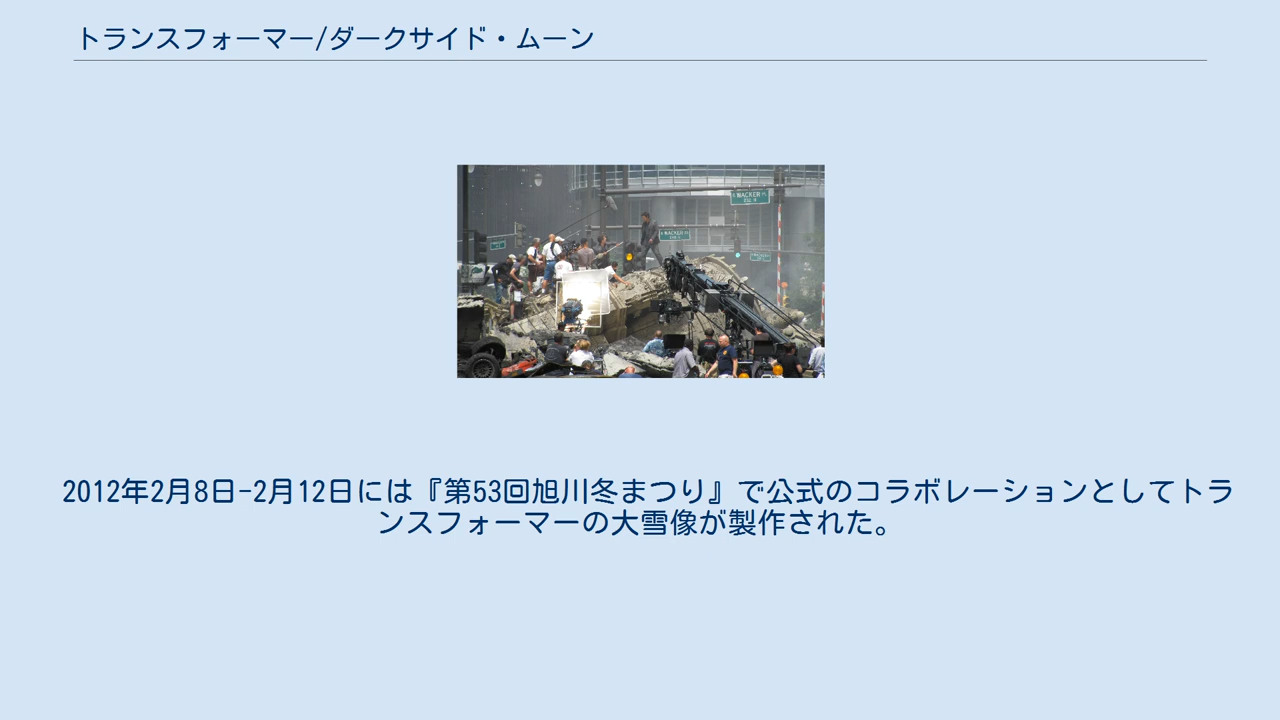 トランスフォーマー/ダークサイド・ムーン
WACKER
WACKER
2012年2月8日-2月12日には『第53回旭川冬まつり』で公式のコラボレーションとしてトラ
ンスフォーマーの大雪像が製作された。